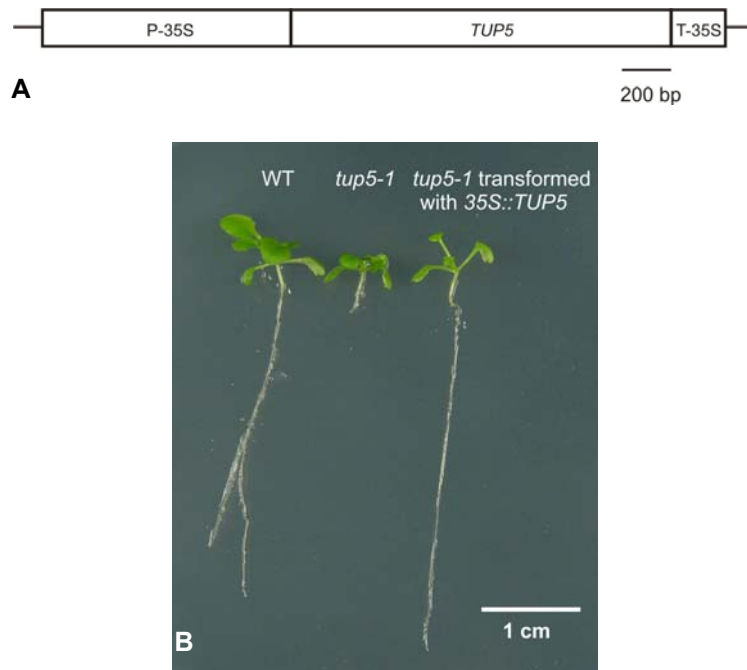 P-35S TUP5 T-35S
A
200 bp
WT tup5-1 tup5-1 transformed
with 35S::TUP5
1 cm
B